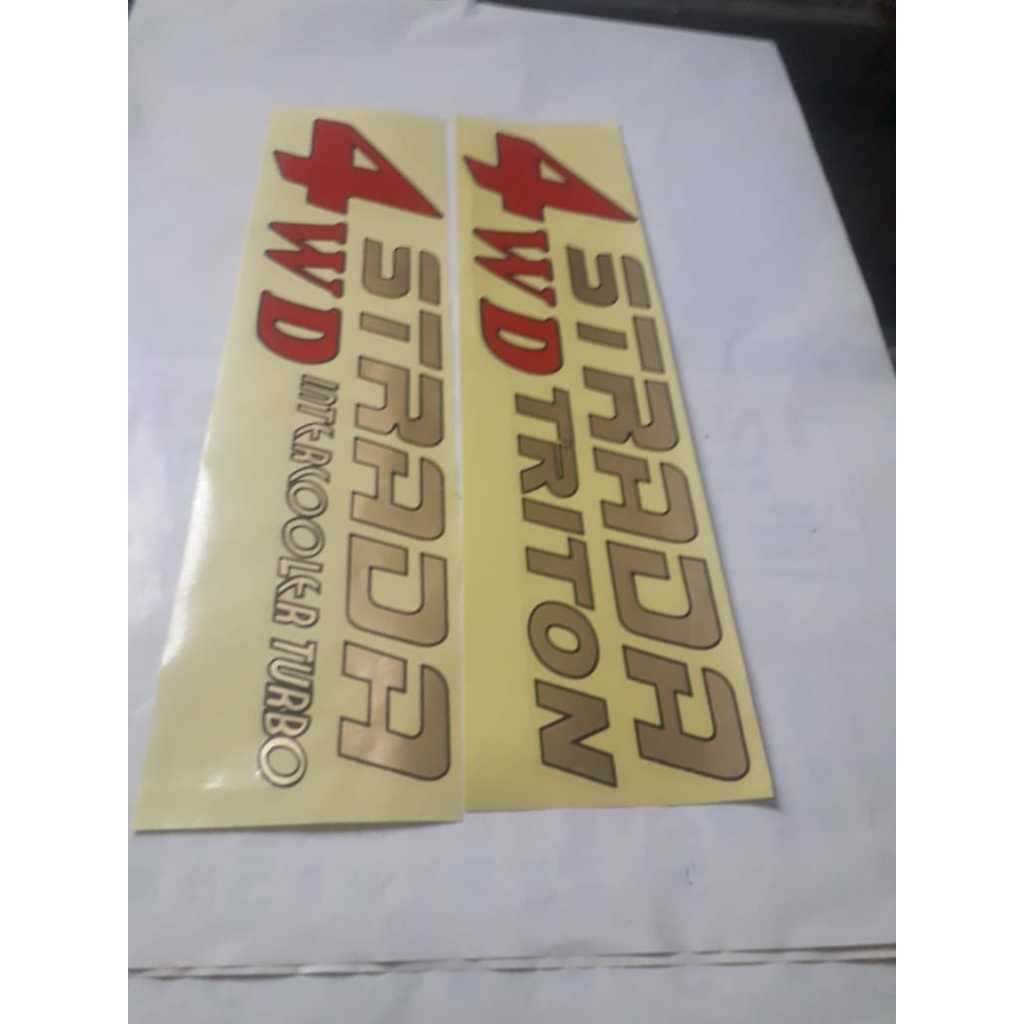 4WD STRADA
INTERCOOLER TURBO
4WD STRADA
TRITON